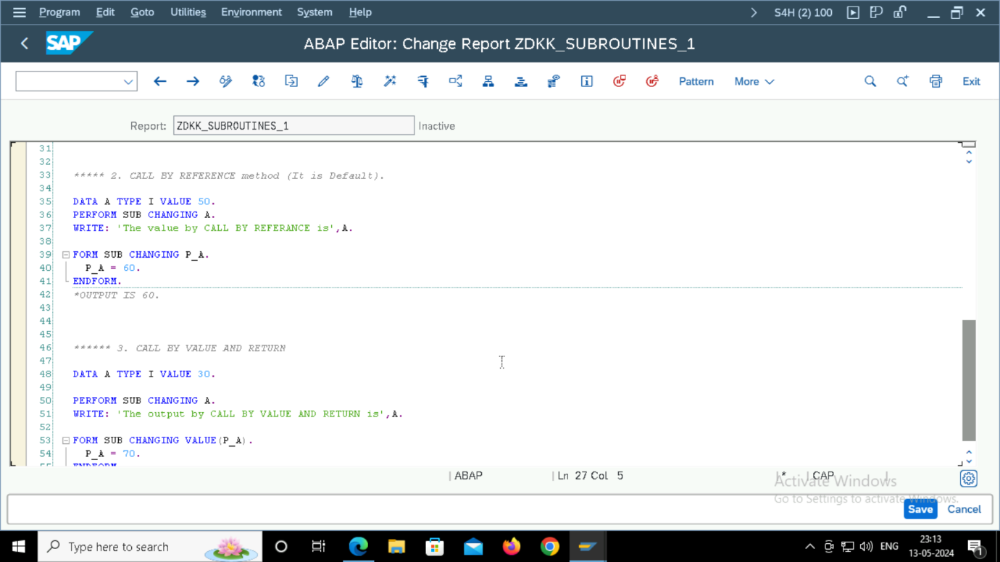 Program Edit Goto Utilities Environment System Help S4H (2) 100
SAP ABAP Editor: Change Report ZDKK_SUBROUTINES_1
Pattern More Exit
Report: ZDKK_SUBROUTINES_1 Inactive
31
32
33 ***** 2. CALL BY REFERENCE method (It is Default).
34
35 DATA A TYPE I VALUE 50.
36 PERFORM SUB CHANGING A.
37 WRITE: 'The value by CALL BY REFERANCE is',A.
38
39 FORM SUB CHANGING P_A.
40 P_A = 60.
41 ENDFORM.
42 *OUTPUT IS 60.
43
44
45
46 ****** 3. CALL BY VALUE AND RETURN
47
48 DATA A TYPE I VALUE 30.
49
50 PERFORM SUB CHANGING A.
51 WRITE: 'The output by CALL BY VALUE AND RETURN is',A.
52
53 FORM SUB CHANGING VALUE(P_A).
54 P_A = 70.
55 ENDFORM.
| ABAP | Ln 27 Col 5 | * | CAP |
Activate Windows
Go to Settings to activate Windows.
Save Cancel
Type here to search ENG 23:13
13-05-2024 1